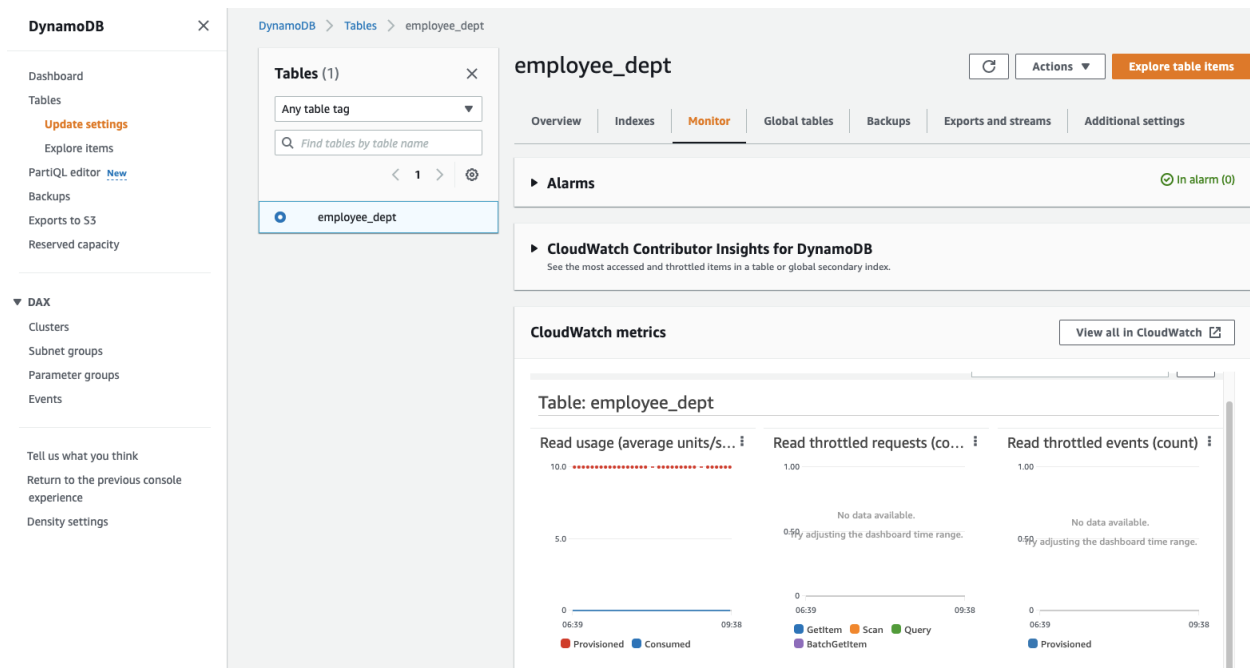 DynamoDB
Dashboard
Tables
Update settings
Explore items
PartiQL editor New
Backups
Exports to S3
Reserved capacity
DAX
Clusters
Subnet groups
Parameter groups
Events
Tell us what you think
Return to the previous console
experience
Density settings
DynamoDB > Tables > employee_dept
Tables (1)
Any table tag
Find tables by table name
1
employee_dept
employee_dept
Actions
Explore table items
Overview
Indexes
Monitor
Global tables
Backups
Exports and streams
Additional settings
Alarms
In alarm (0)
CloudWatch Contributor Insights for DynamoDB
See the most accessed and throttled items in a table or global secondary index.
CloudWatch metrics
View all in CloudWatch
Table: employee_dept
Read usage (average units/s...
10.0
5.0
0
06:39 09:38
Provisioned Consumed
Read throttled requests (co...
1.00
No data available.
0.50
Try adjusting the dashboard time range.
0
06:39 09:38
GetItem Scan Query
BatchGetItem
Read throttled events (count)
1.00
No data available.
0.50
Try adjusting the dashboard time range.
0
06:39 09:38
Provisioned